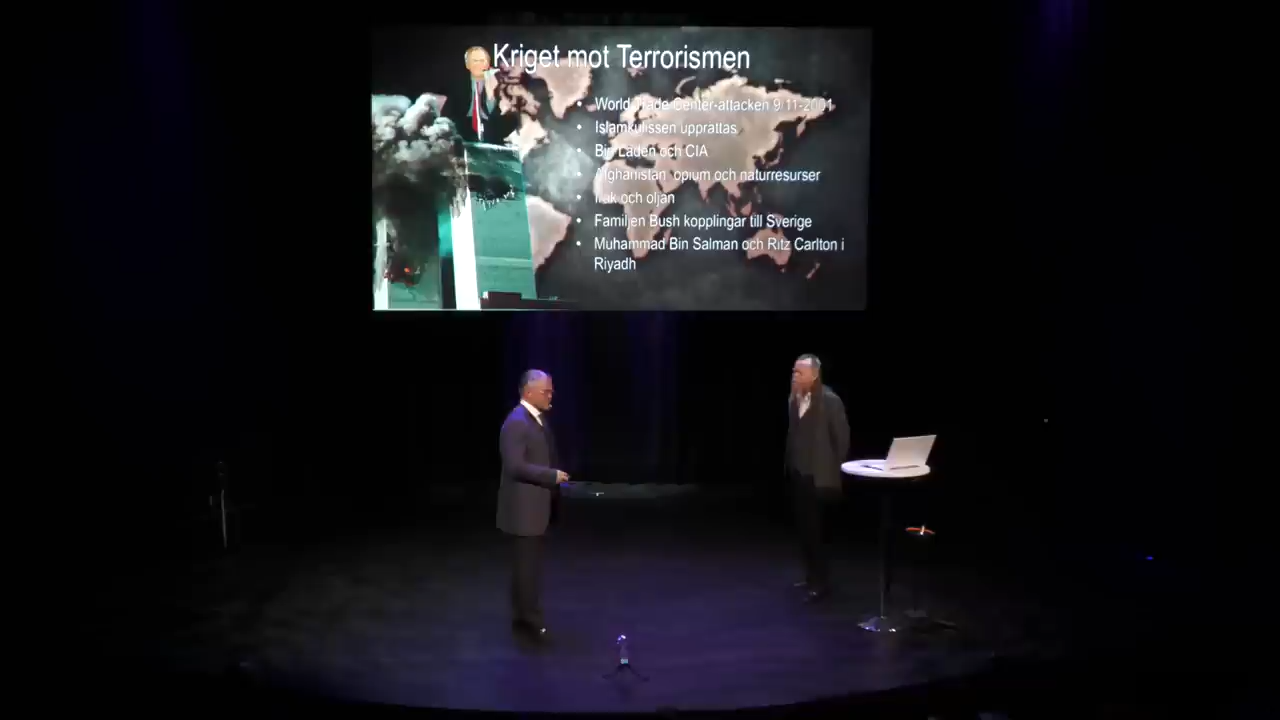 Kriget mot Terrorismen
• World Trade Center-attacken 9/11-2001
• Islamkulissen upprättas
• Bin Laden och CIA
• Afghanistan opium och naturresurser
• Irak och oljan
• Familjen Bush kopplingar till Sverige
• Muhammad Bin Salman och Ritz Carlton i
Riyadh